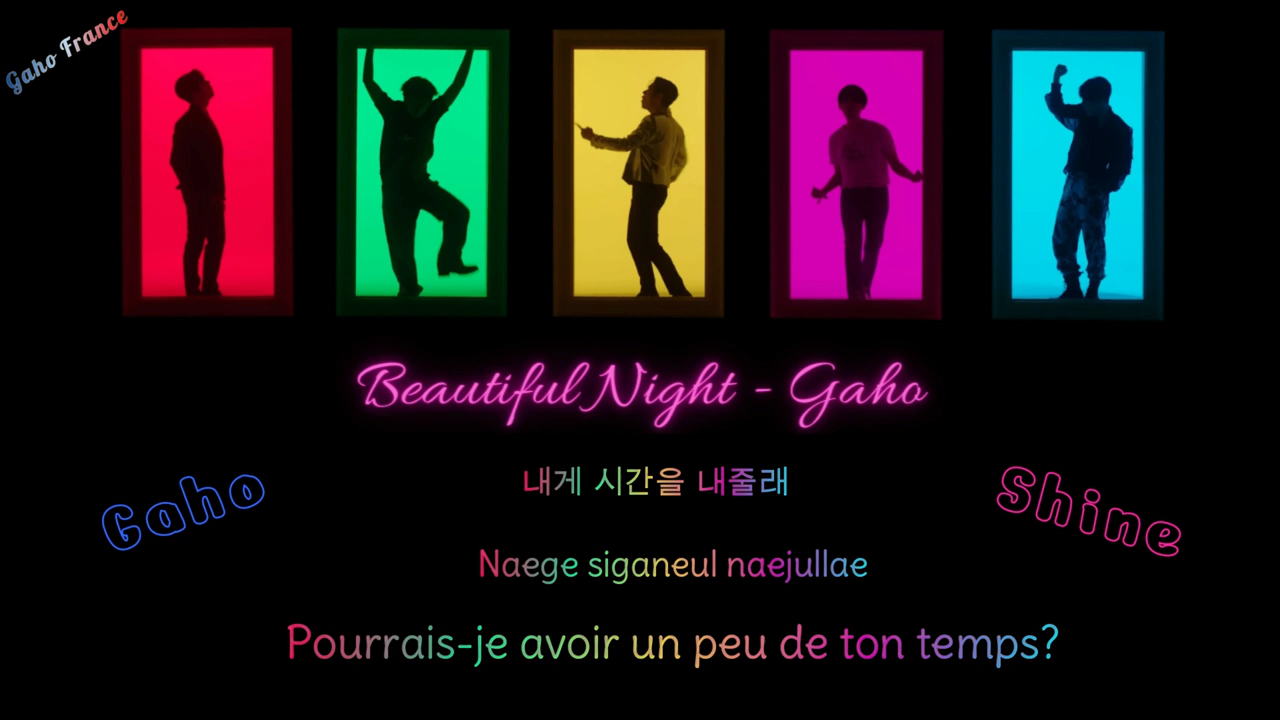 Gaho France
Beautiful Night - Gaho
Gaho
Shine
내게 시간을 내줄래
Naege siganeul naejullae
Pourrais-je avoir un peu de ton temps?